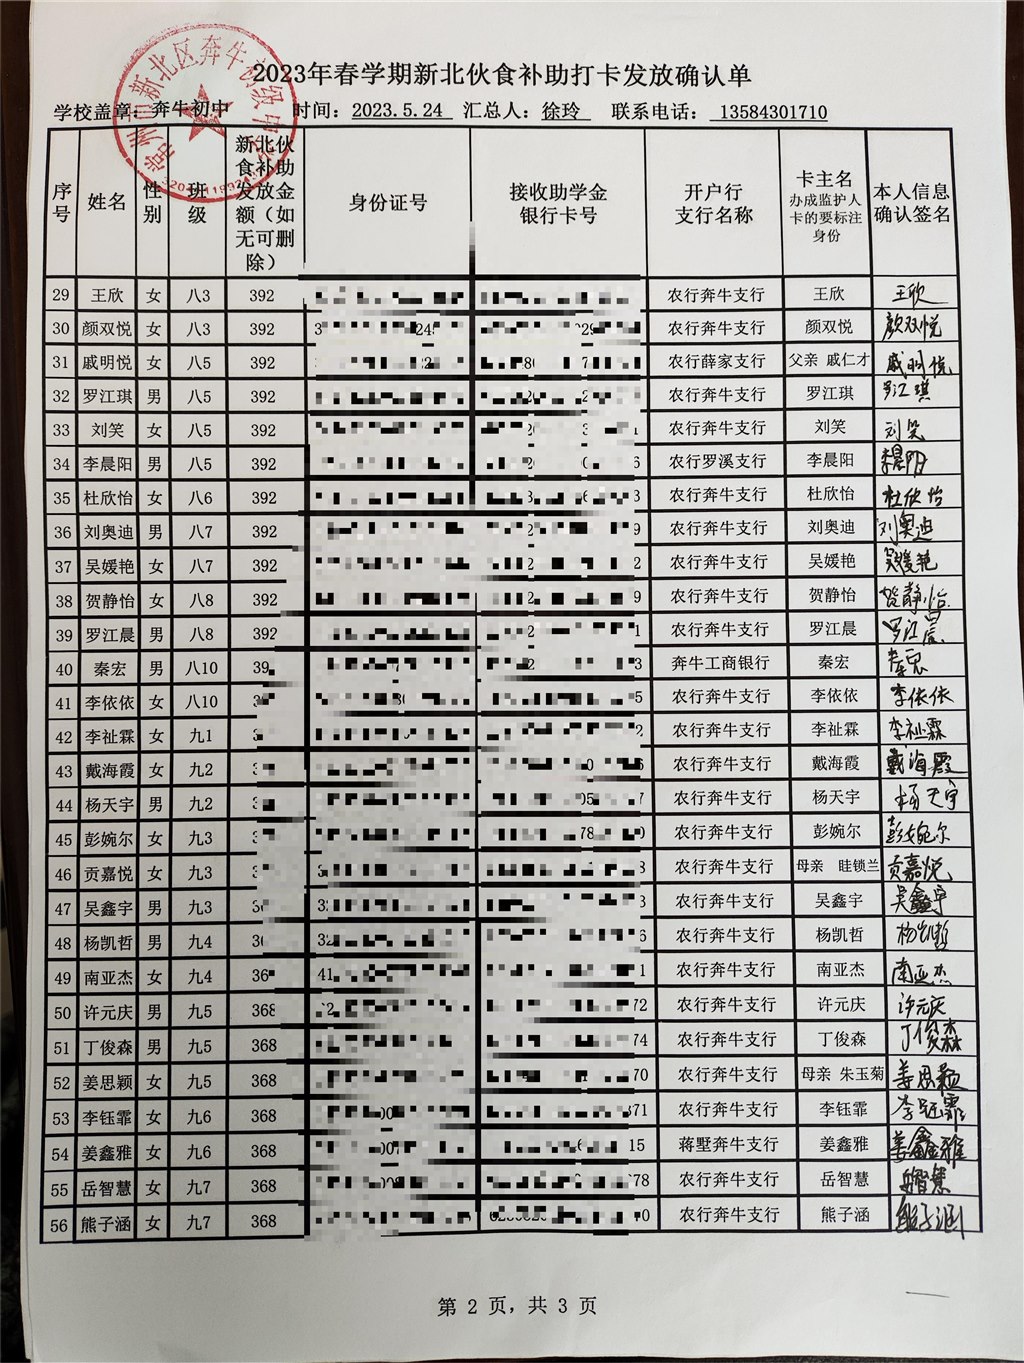 2023年春学期新北伙食补助打卡发放确认单
学校盖章：奔牛初中 时间：2023.5.24 汇总人：徐玲 联系电话：13584301710
序号 姓名 性别 班级 新北伙食补助发放金额（如无可删除） 身份证号 接收助学金银行卡号 开户行支行名称 卡主名 办成监护人卡的要标注身份 本人信息确认签名
29 王欣 女 八3 392 农行奔牛支行 王欣 王欣
30 颜双悦 女 八3 392 农行奔牛支行 颜双悦 颜双悦
31 戚明悦 女 八5 392 农行薛家支行 父亲 戚仁才 戚明悦
32 罗江琪 男 八5 392 农行奔牛支行 罗江琪 罗江琪
33 刘笑 女 八5 392 农行奔牛支行 刘笑 刘笑
34 李晨阳 男 八5 392 农行罗溪支行 李晨阳 李晨阳
35 杜欣怡 女 八6 392 农行奔牛支行 杜欣怡 杜欣怡
36 刘奥迪 男 八7 392 农行奔牛支行 刘奥迪 刘奥迪
37 吴媛艳 女 八7 392 农行奔牛支行 吴媛艳 吴媛艳
38 贺静怡 女 八8 392 农行奔牛支行 贺静怡 贺静怡
39 罗江晨 男 八8 392 农行奔牛支行 罗江晨 罗江晨
40 秦宏 男 八10 奔牛工商银行 秦宏 秦宏
41 李依依 女 八10 农行奔牛支行 李依依 李依依
42 李祉霖 女 九1 农行奔牛支行 李祉霖 李祉霖
43 戴海霞 女 九2 农行奔牛支行 戴海霞 戴海霞
44 杨天宇 男 九2 农行奔牛支行 杨天宇 杨天宇
45 彭婉尔 女 九3 农行奔牛支行 彭婉尔 彭婉尔
46 贡嘉悦 女 九3 农行奔牛支行 母亲 眭锁兰 贡嘉悦
47 吴鑫宇 男 九3 农行奔牛支行 吴鑫宇 吴鑫宇
48 杨凯哲 男 九4 农行奔牛支行 杨凯哲 杨凯哲
49 南亚杰 女 九4 农行奔牛支行 南亚杰 南亚杰
50 许元庆 男 九5 368 农行奔牛支行 许元庆 许元庆
51 丁俊森 男 九5 368 农行奔牛支行 丁俊森 丁俊森
52 姜思颖 女 九5 368 农行奔牛支行 母亲 朱玉菊 姜思颖
53 李钰霏 女 九6 368 农行奔牛支行 李钰霏 李钰霏
54 姜鑫雅 女 九6 368 蒋墅奔牛支行 姜鑫雅 姜鑫雅
55 岳智慧 女 九7 368 农行奔牛支行 岳智慧 岳智慧
56 熊子涵 女 九7 368 农行奔牛支行 熊子涵 熊子涵
第 2 页，共 3 页